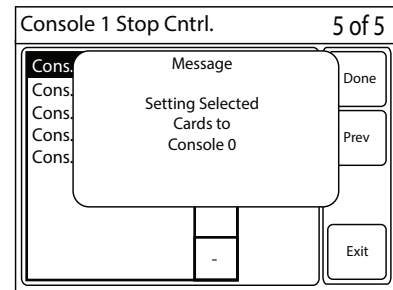 Console 1 Stop Cntrl. 5 of 5
Cons.
Cons.
Cons.
Cons.
Cons.
Message
Setting Selected
Cards to
Console 0
Done
Prev
-
Exit